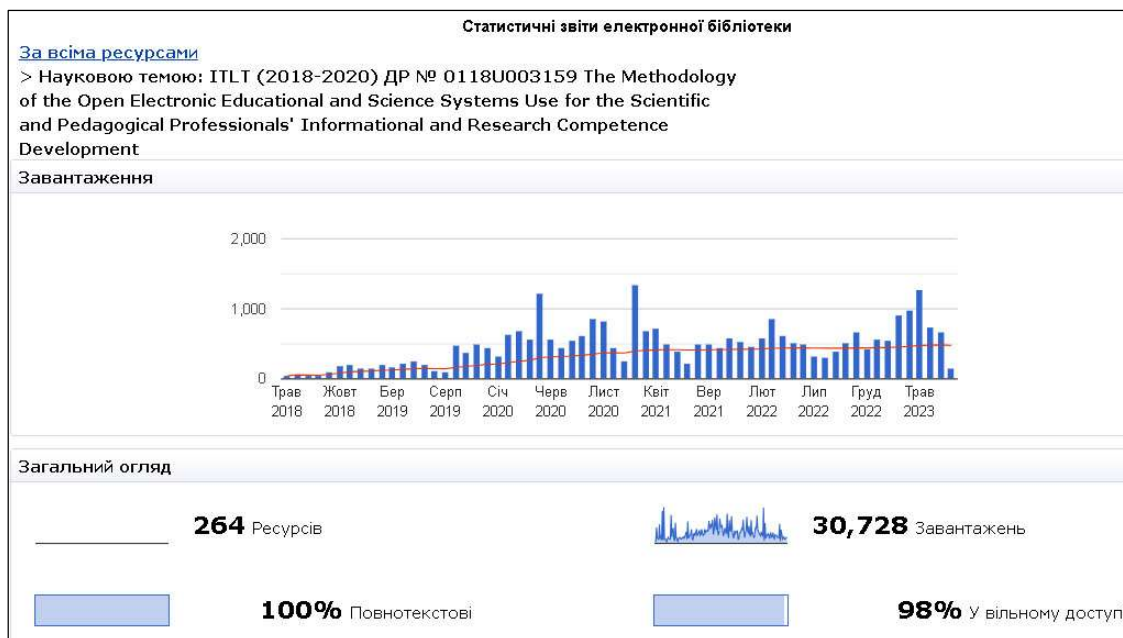 Статистичні звіти електронної бібліотеки
За всіма ресурсами
> Науковою темою: ITLT (2018-2020) ДР № 0118U003159 The Methodology
of the Open Electronic Educational and Science Systems Use for the Scientific
and Pedagogical Professionals' Informational and Research Competence
Development
Завантаження
2,000
1,000
0
Трав Жовт Бер Серп Січ Черв Лист Квіт Вер Лют Лип Груд Трав
2018 2018 2019 2019 2020 2020 2020 2021 2021 2022 2022 2022 2023
Загальний огляд
264 Ресурсів 30,728 Завантажень
100% Повнотекстові 98% У вільному доступ